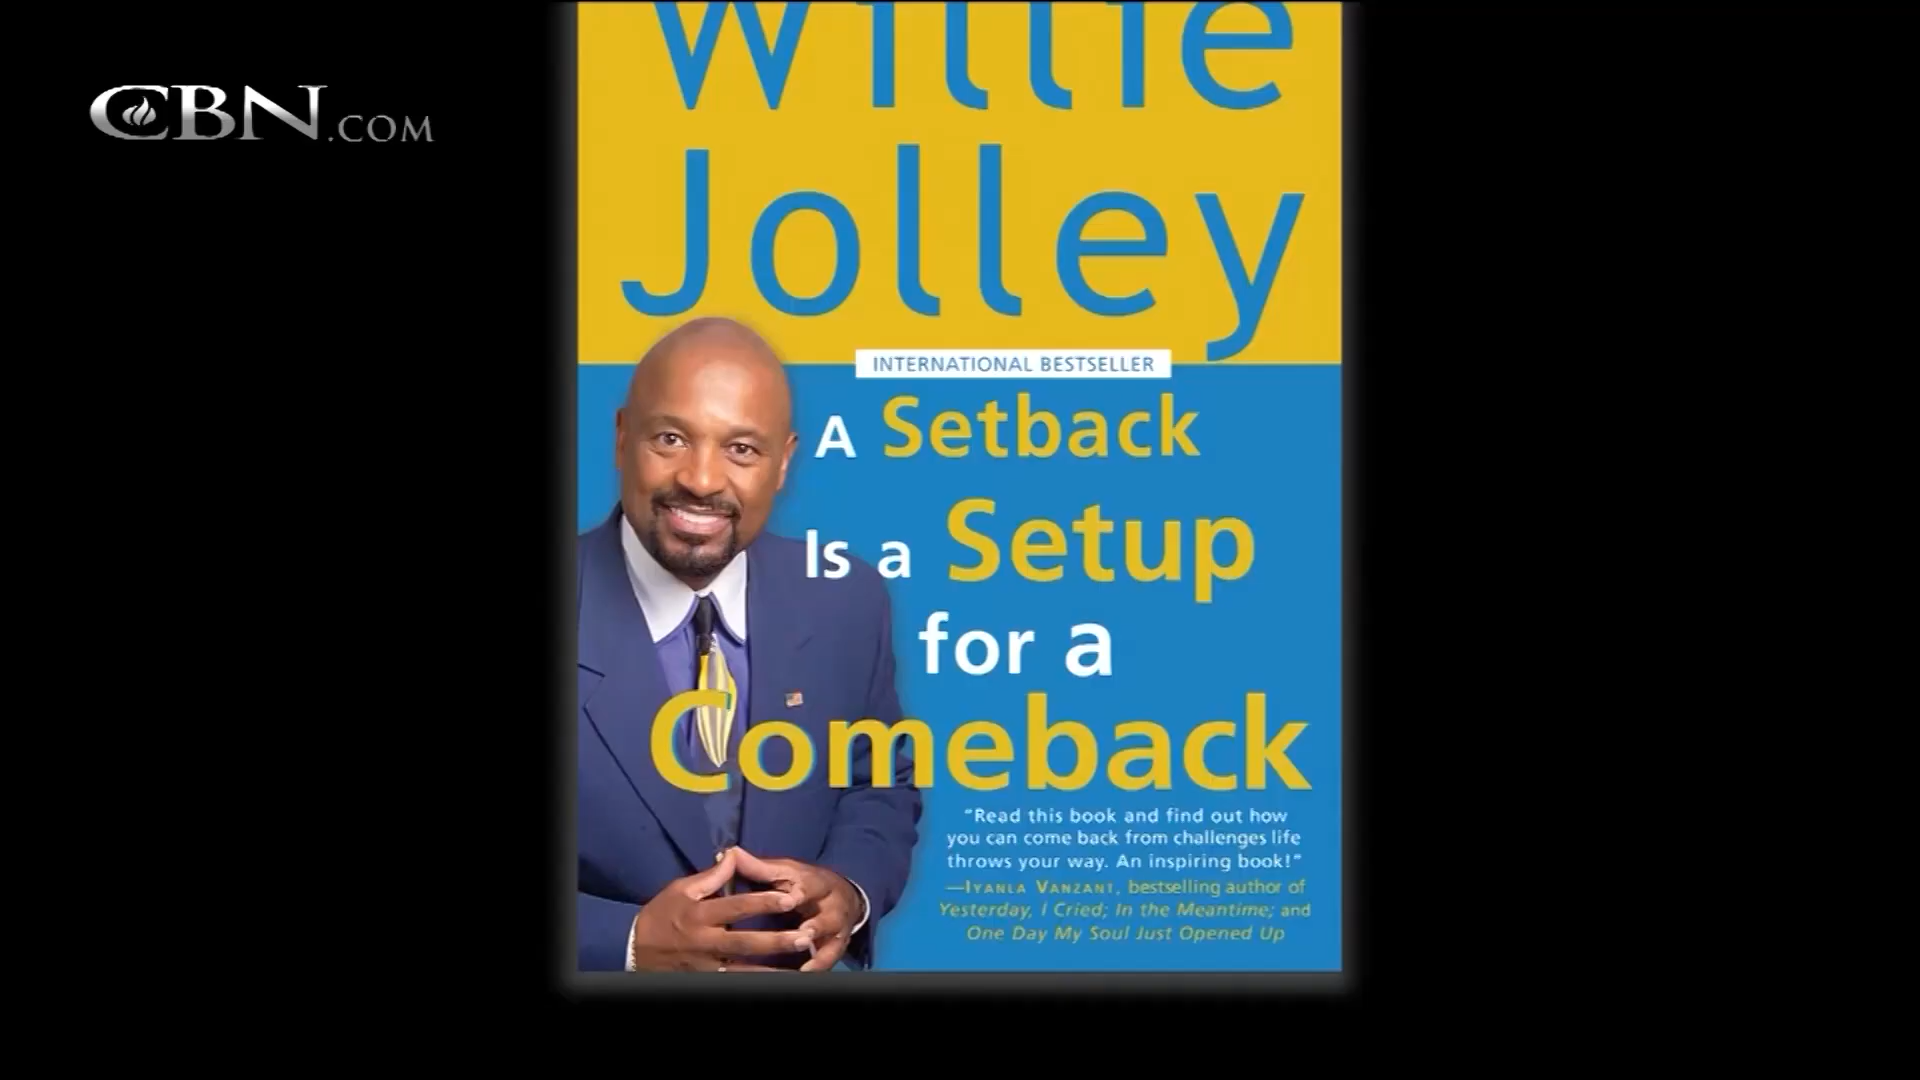 CBN.COM
Willie
Jolley
INTERNATIONAL BESTSELLER
A Setback
Is a Setup
for a
Comeback
"Read this book and find out how
you can come back from challenges life
throws your way. An inspiring book!"
—IYANLA VANZANT, bestselling author of
Yesterday, I Cried; In the Meantime; and
One Day My Soul Just Opened Up